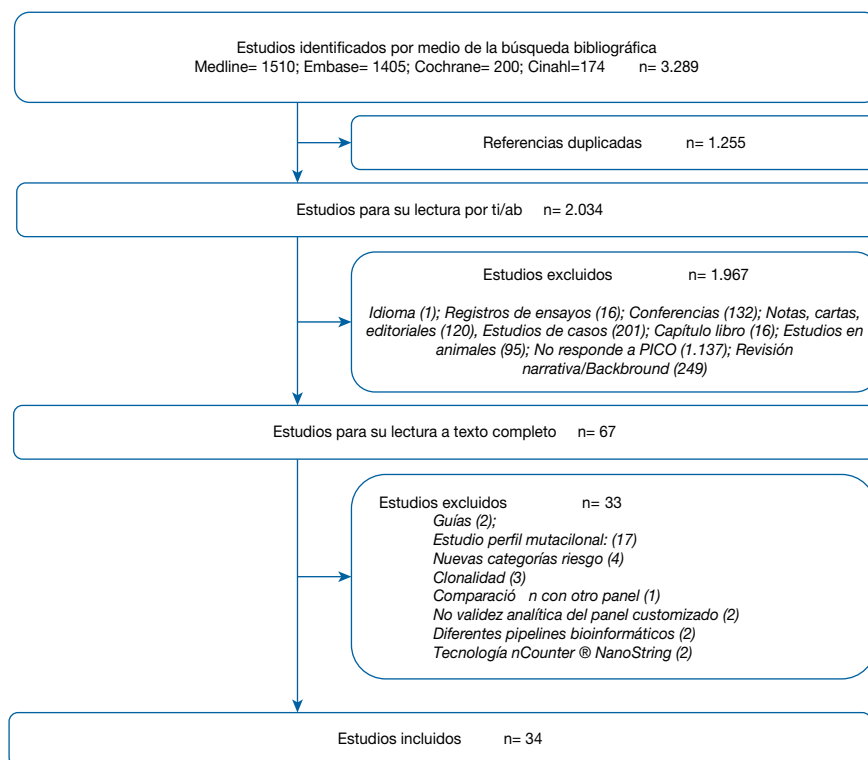 Estudios identificados por medio de la búsqueda bibliográfica
Medline= 1510; Embase= 1405; Cochrane= 200; Cinahl=174 n= 3.289
Referencias duplicadas n= 1.255
Estudios para su lectura por ti/ab n= 2.034
Estudios excluidos n= 1.967
Idioma (1); Registros de ensayos (16); Conferencias (132); Notas, cartas,
editoriales (120), Estudios de casos (201); Capítulo libro (16); Estudios en
animales (95); No responde a PICO (1.137); Revisión
narrativa/Backbround (249)
Estudios para su lectura a texto completo n= 67
Estudios excluidos n= 33
Guías (2);
Estudio perfil mutacilonal: (17)
Nuevas categorías riesgo (4)
Clonalidad (3)
Comparació n con otro panel (1)
No validez analítica del panel customizado (2)
Diferentes pipelines bioinformáticos (2)
Tecnología nCounter ® NanoString (2)
Estudios incluidos n= 34